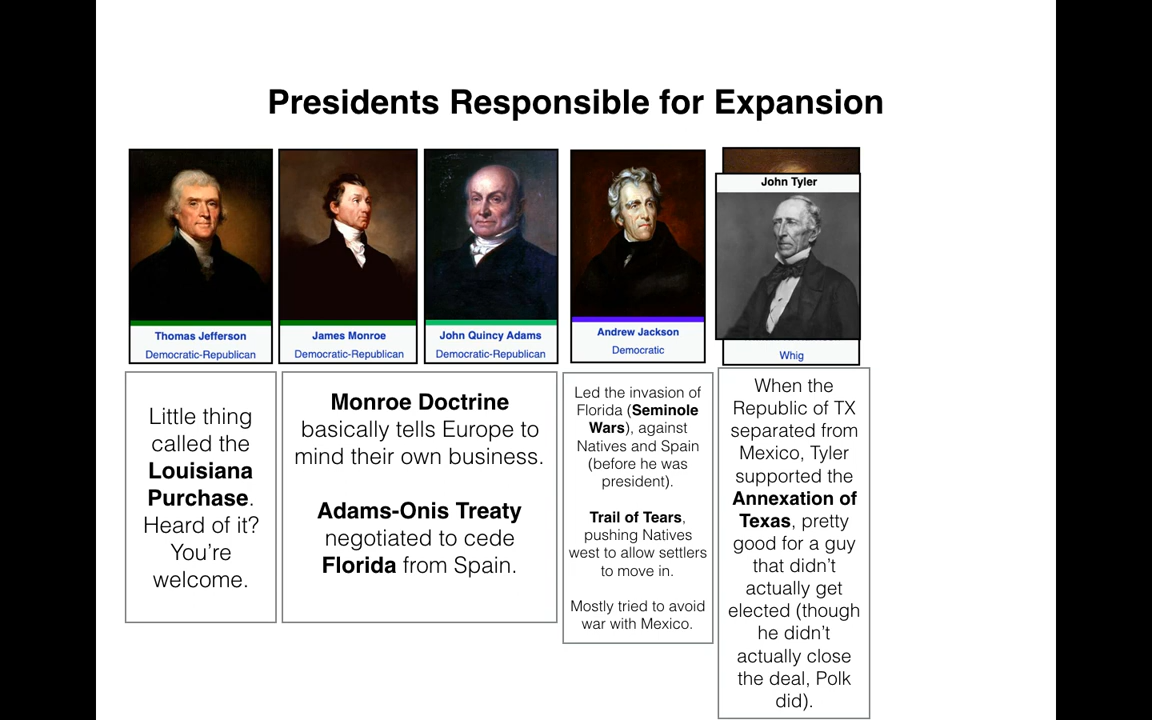 Presidents Responsible for Expansion
Thomas Jefferson
Democratic-Republican
James Monroe
Democratic-Republican
John Quincy Adams
Democratic-Republican
Andrew Jackson
Democratic
John Tyler
Whig
Little thing
called the
Louisiana
Purchase.
Heard of it?
You're
welcome.
Monroe Doctrine
basically tells Europe to
mind their own business.
Adams-Onis Treaty
negotiated to cede
Florida from Spain.
Led the invasion of
Florida (Seminole
Wars), against
Natives and Spain
(before he was
president).
Trail of Tears,
pushing Natives
west to allow settlers
to move in.
Mostly tried to avoid
war with Mexico.
When the
Republic of TX
separated from
Mexico, Tyler
supported the
Annexation of
Texas, pretty
good for a guy
that didn't
actually get
elected (though
he didn't
actually close
the deal, Polk
did).